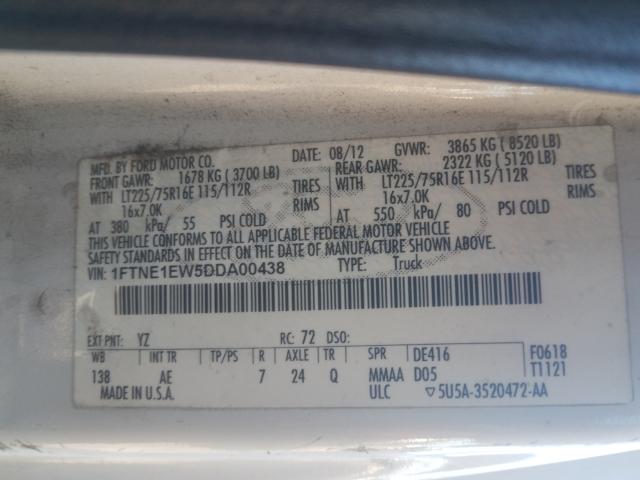 MFD. BY FORD MOTOR CO. DATE: 08/12 GVWR: 3865 KG ( 8520 LB)
FRONT GAWR: 1678 KG ( 3700 LB) REAR GAWR: 2322 KG ( 5120 LB)
WITH LT225/75R16E 115/112R TIRES WITH LT225/75R16E 115/112R TIRES
16x7.0K RIMS 16x7.0K RIMS
AT 380 kPa/ 55 PSI COLD AT 550 kPa/ 80 PSI COLD
THIS VEHICLE CONFORMS TO ALL APPLICABLE FEDERAL MOTOR VEHICLE
SAFETY STANDARDS IN EFFECT ON THE DATE OF MANUFACTURE SHOWN ABOVE.
VIN: 1FTNE1EW5DDA00438 TYPE: Truck
EXT PNT: YZ RC: 72 DSO:
WB INT TR TP/PS R AXLE TR SPR DE416 F0618
138 AE 7 24 Q MMAA D05 T1121
MADE IN U.S.A. ULC ▽5U5A-3520472-AA